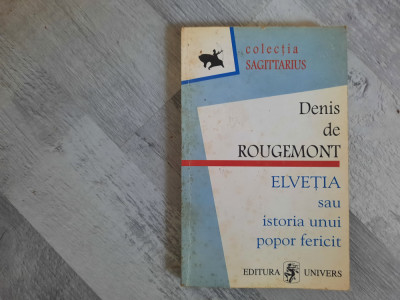 colecția
SAGITTARIUS
Denis
de
ROUGEMONT
ELVEȚIA
sau
istoria unui
popor fericit
EDITURA UNIVERS